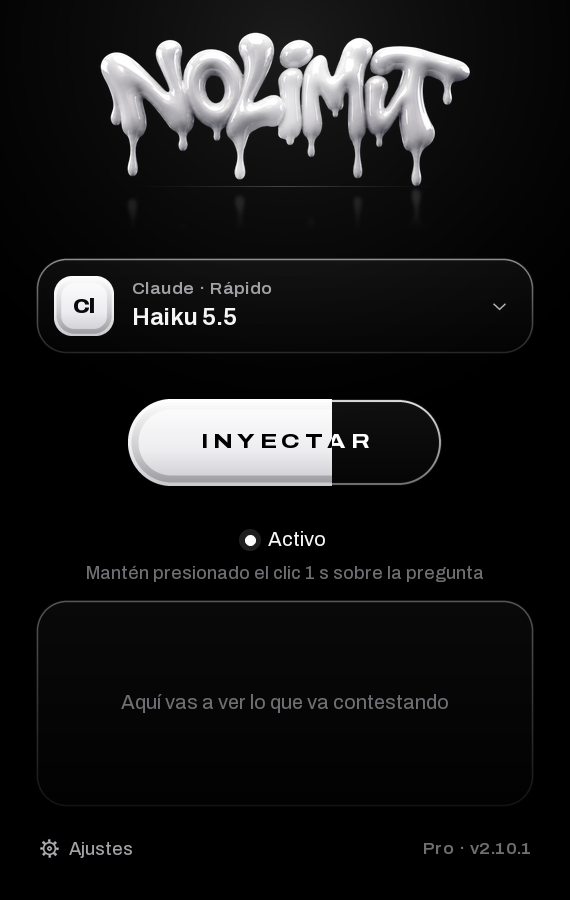 NOLiMiT
Cl
Claude · Rápido
Haiku 5.5
INYECTAR
Activo
Mantén presionado el clic 1 s sobre la pregunta
Aquí vas a ver lo que va contestando
Ajustes
Pro · v2.10.1